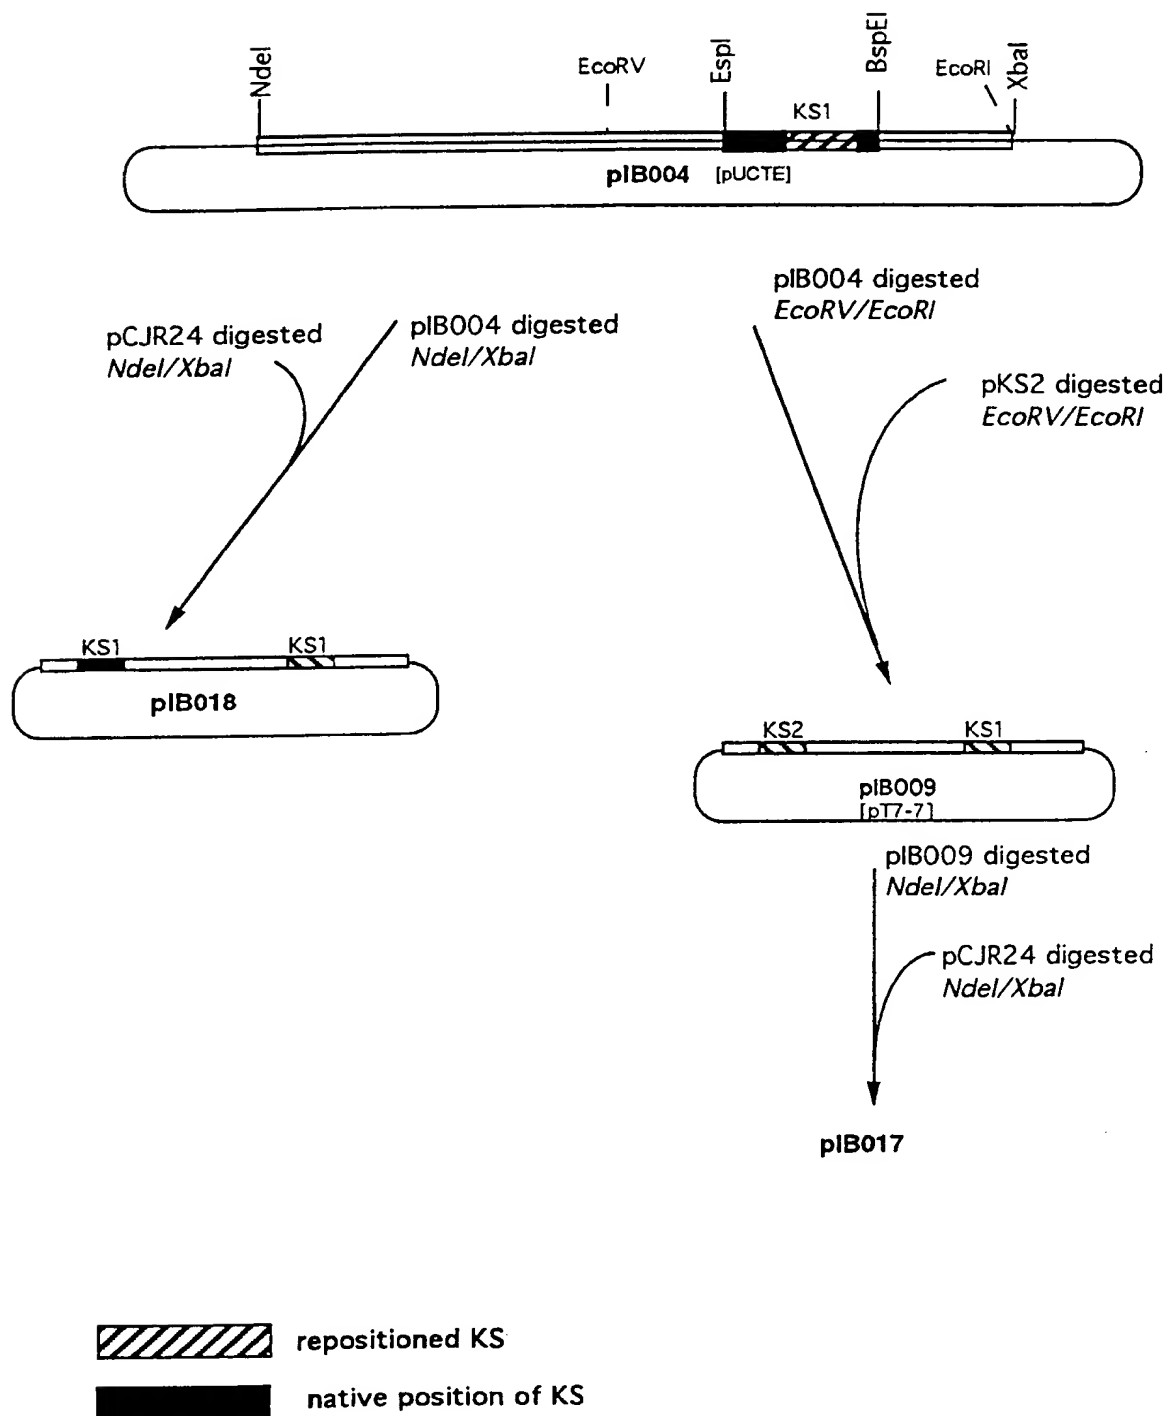 NdeI
EcoRV
EspI
KS1
BspEI
EcoRI
XbaI
pIB004 [pUCTE]
pCJR24 digested
NdeI/XbaI
pIB004 digested
NdeI/XbaI
pIB004 digested
EcoRV/EcoRI
pKS2 digested
EcoRV/EcoRI
KS1 KS1
pIB018
KS2 KS1
pIB009
[pT7-7]
pIB009 digested
NdeI/XbaI
pCJR24 digested
NdeI/XbaI
pIB017
repositioned KS
native position of KS